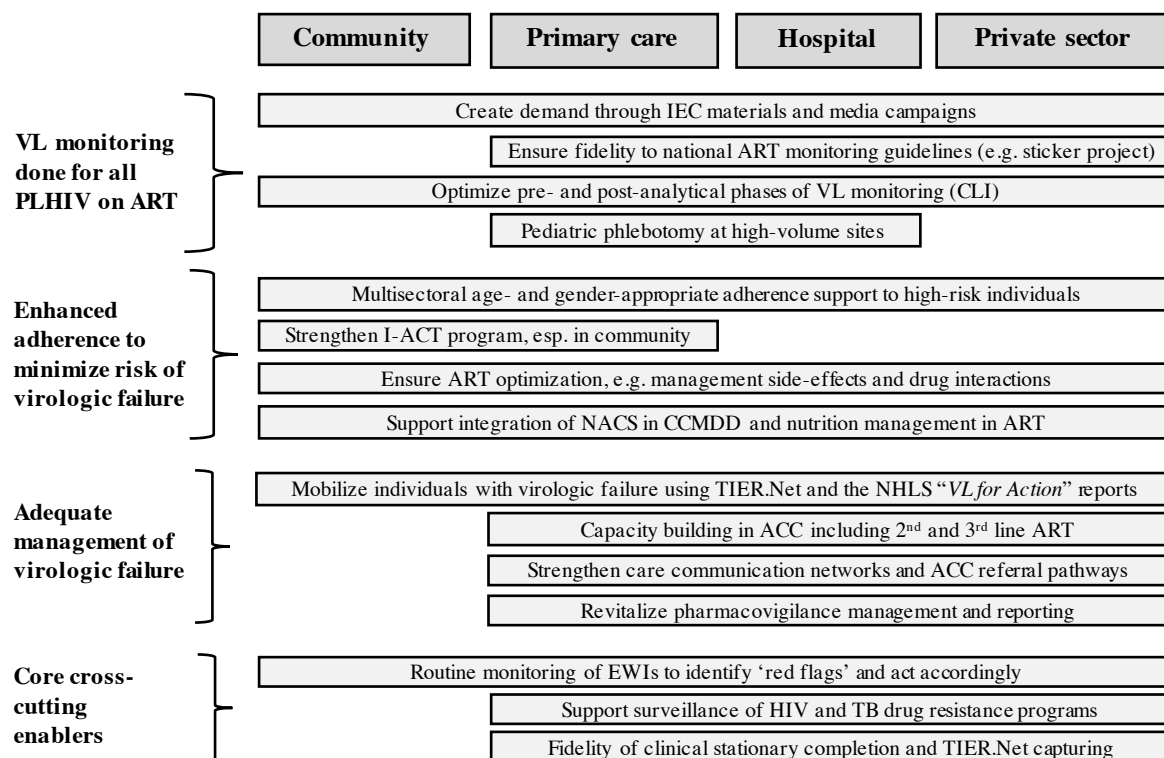 Community
Primary care
Hospital
Private sector
VL monitoring
done for all
PLHIV on ART
Create demand through IEC materials and media campaigns
Ensure fidelity to national ART monitoring guidelines (e.g. sticker project)
Optimize pre- and post-analytical phases of VL monitoring (CLI)
Pediatric phlebotomy at high-volume sites
Enhanced
adherence to
minimize risk of
virologic failure
Multisectoral age- and gender-appropriate adherence support to high-risk individuals
Strengthen I-ACT program, esp. in community
Ensure ART optimization, e.g. management side-effects and drug interactions
Support integration of NACS in CCMDD and nutrition management in ART
Adequate
management of
virologic failure
Mobilize individuals with virologic failure using TIER.Net and the NHLS “VL for Action” reports
Capacity building in ACC including 2nd and 3rd line ART
Strengthen care communication networks and ACC referral pathways
Revitalize pharmacovigilance management and reporting
Core cross-
cutting
enablers
Routine monitoring of EWIs to identify ‘red flags’ and act accordingly
Support surveillance of HIV and TB drug resistance programs
Fidelity of clinical stationary completion and TIER.Net capturing